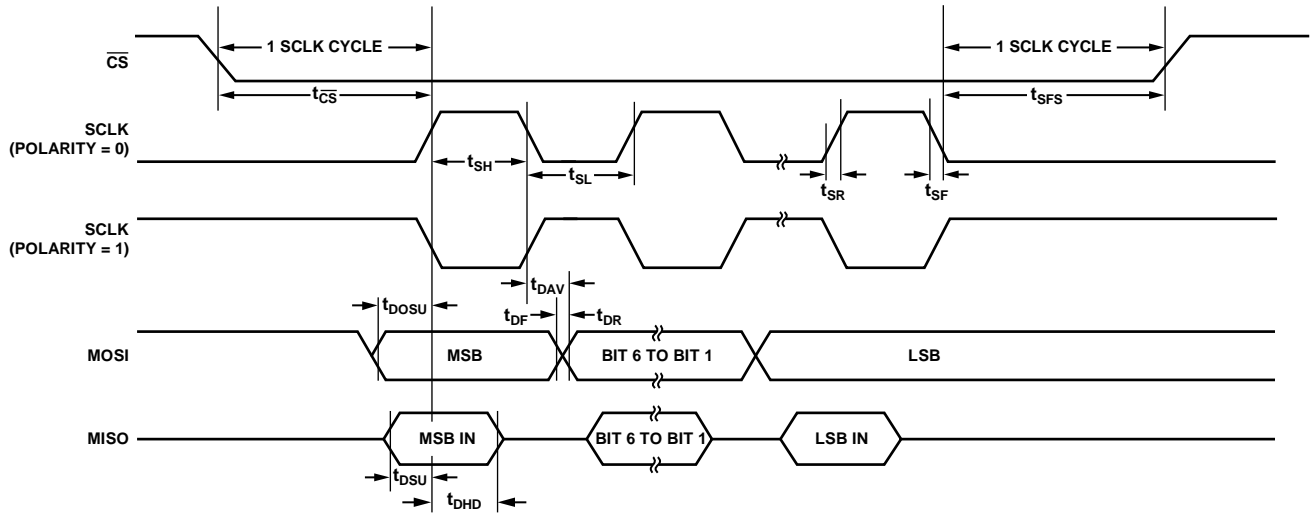 1 SCLK CYCLE
1 SCLK CYCLE
CS
tCS
tSFS
SCLK
(POLARITY = 0)
tSH
tSL
tSR
tSF
SCLK
(POLARITY = 1)
tDAV
tDOSU
tDF
tDR
MOSI
MSB
BIT 6 TO BIT 1
LSB
MISO
MSB IN
BIT 6 TO BIT 1
LSB IN
tDSU
tDHD